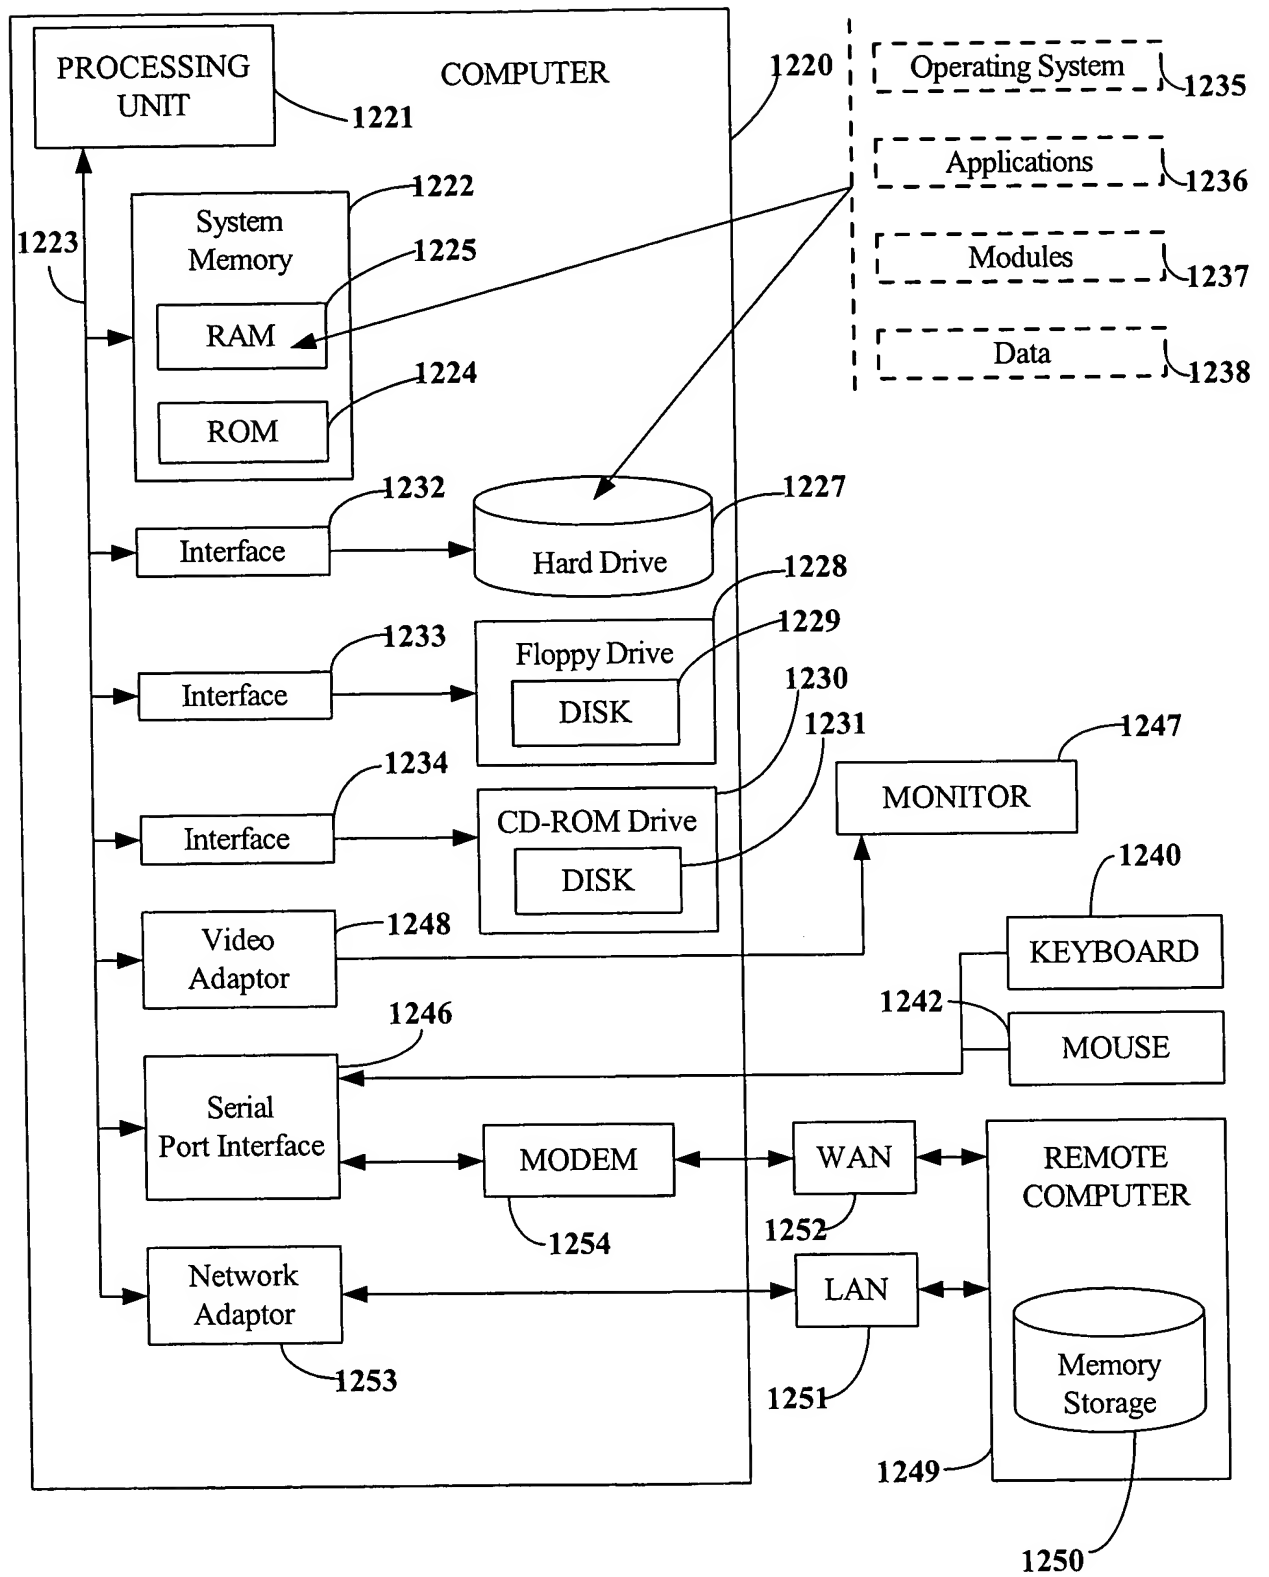 PROCESSING
UNIT
COMPUTER
1220
1221
Operating System
1235
Applications
1236
Modules
1237
Data
1238
1222
System
Memory
1223
1225
RAM
1224
ROM
1232
Interface
1227
Hard Drive
1228
1233
Interface
1229
Floppy Drive
DISK
1230
1231
1234
Interface
CD-ROM Drive
DISK
1247
MONITOR
1248
Video
Adaptor
1240
KEYBOARD
1242
MOUSE
1246
Serial
Port Interface
MODEM
1254
WAN
1252
REMOTE
COMPUTER
Network
Adaptor
1253
LAN
1251
Memory
Storage
1249
1250